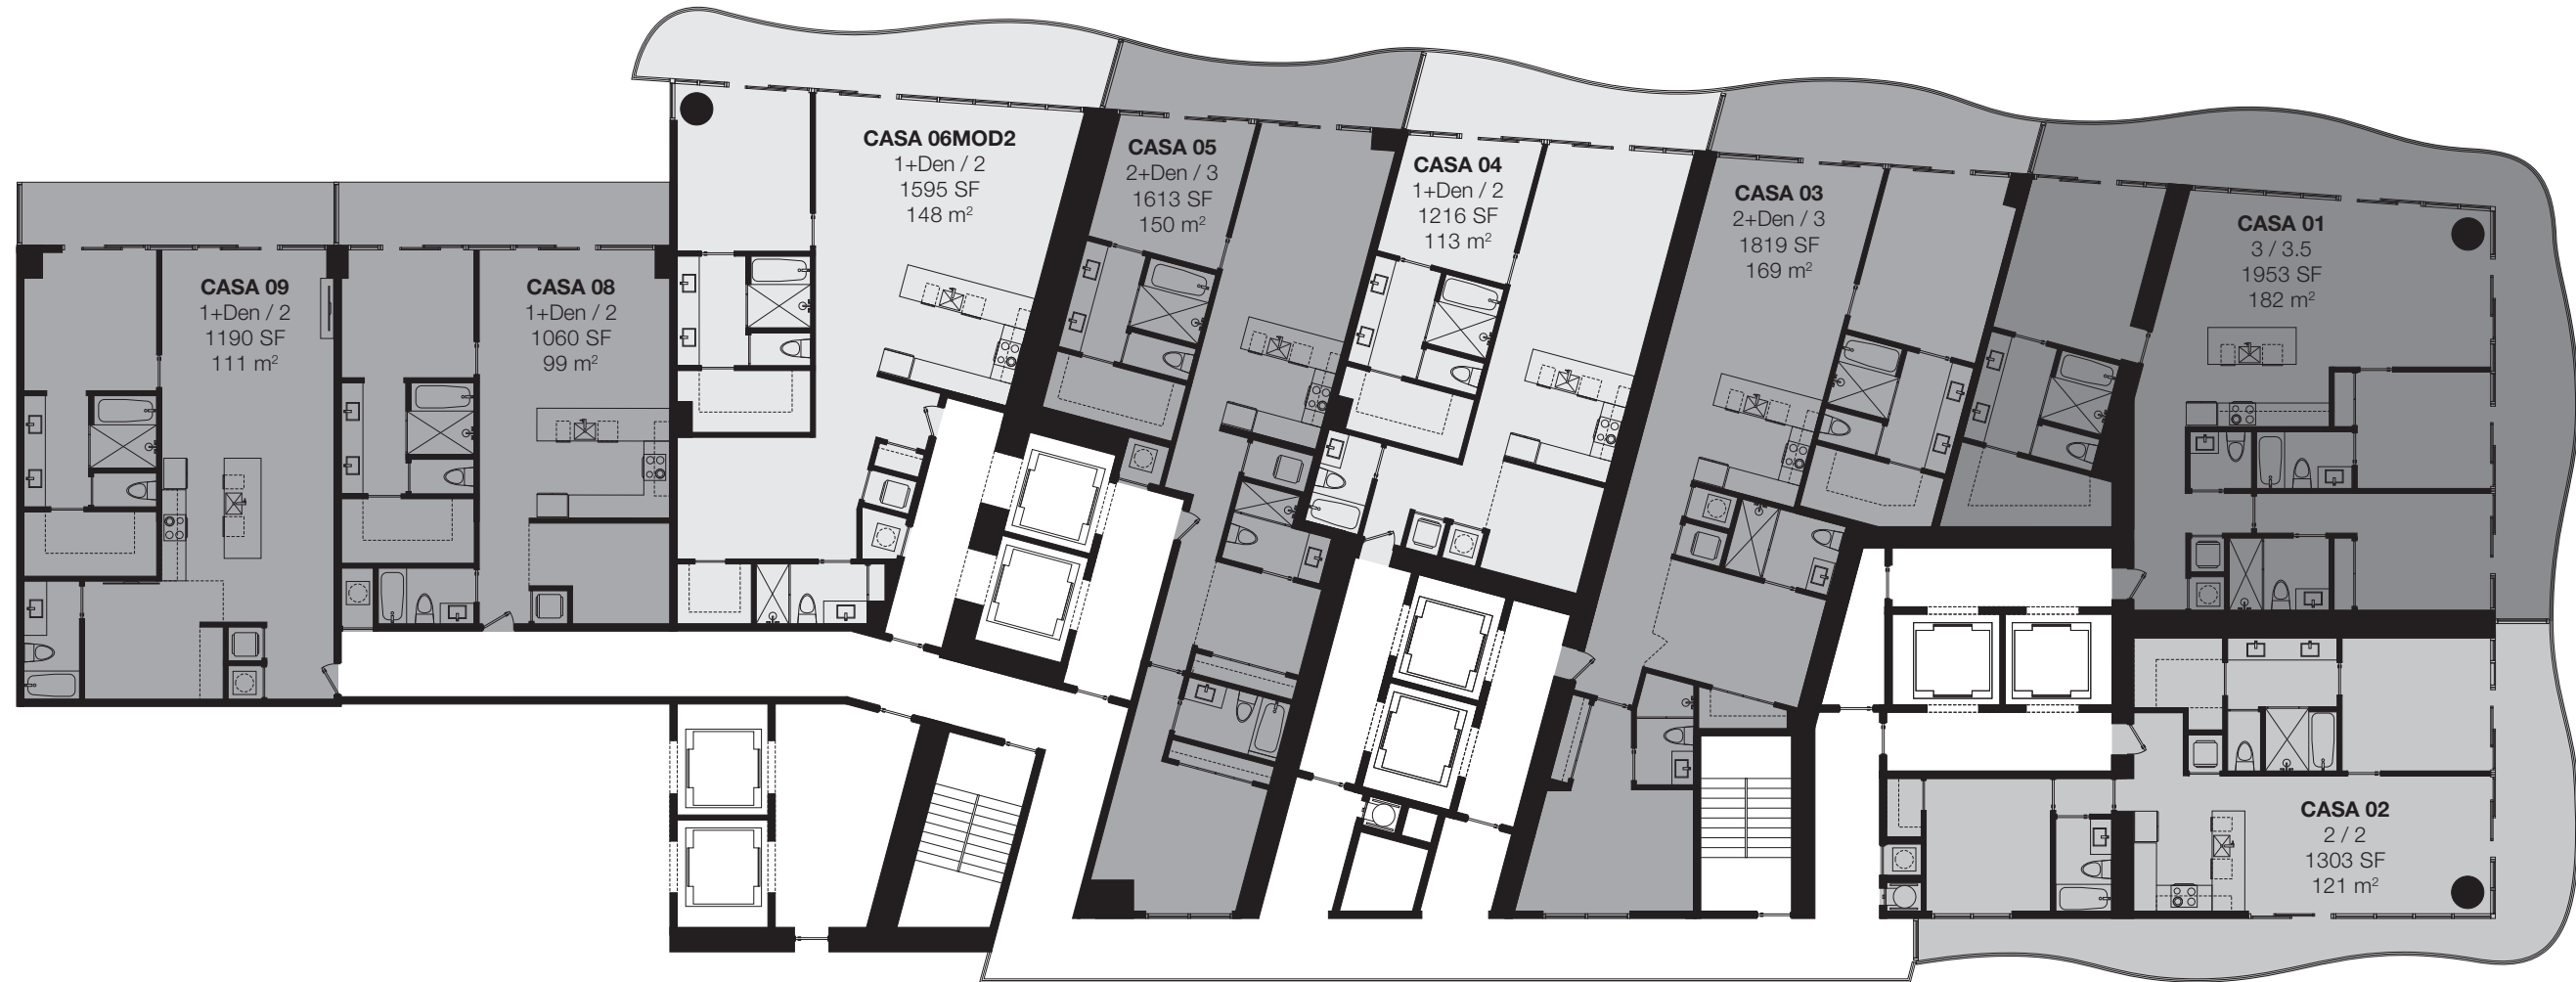 CASA 06MOD2
1+Den / 2
1595 SF
148 m²
CASA 05
2+Den / 3
1613 SF
150 m²
CASA 04
1+Den / 2
1216 SF
113 m²
CASA 03
2+Den / 3
1819 SF
169 m²
CASA 01
3 / 3.5
1953 SF
182 m²
CASA 09
1+Den / 2
1190 SF
111 m²
CASA 08
1+Den / 2
1060 SF
99 m²
CASA 02
2 / 2
1303 SF
121 m²